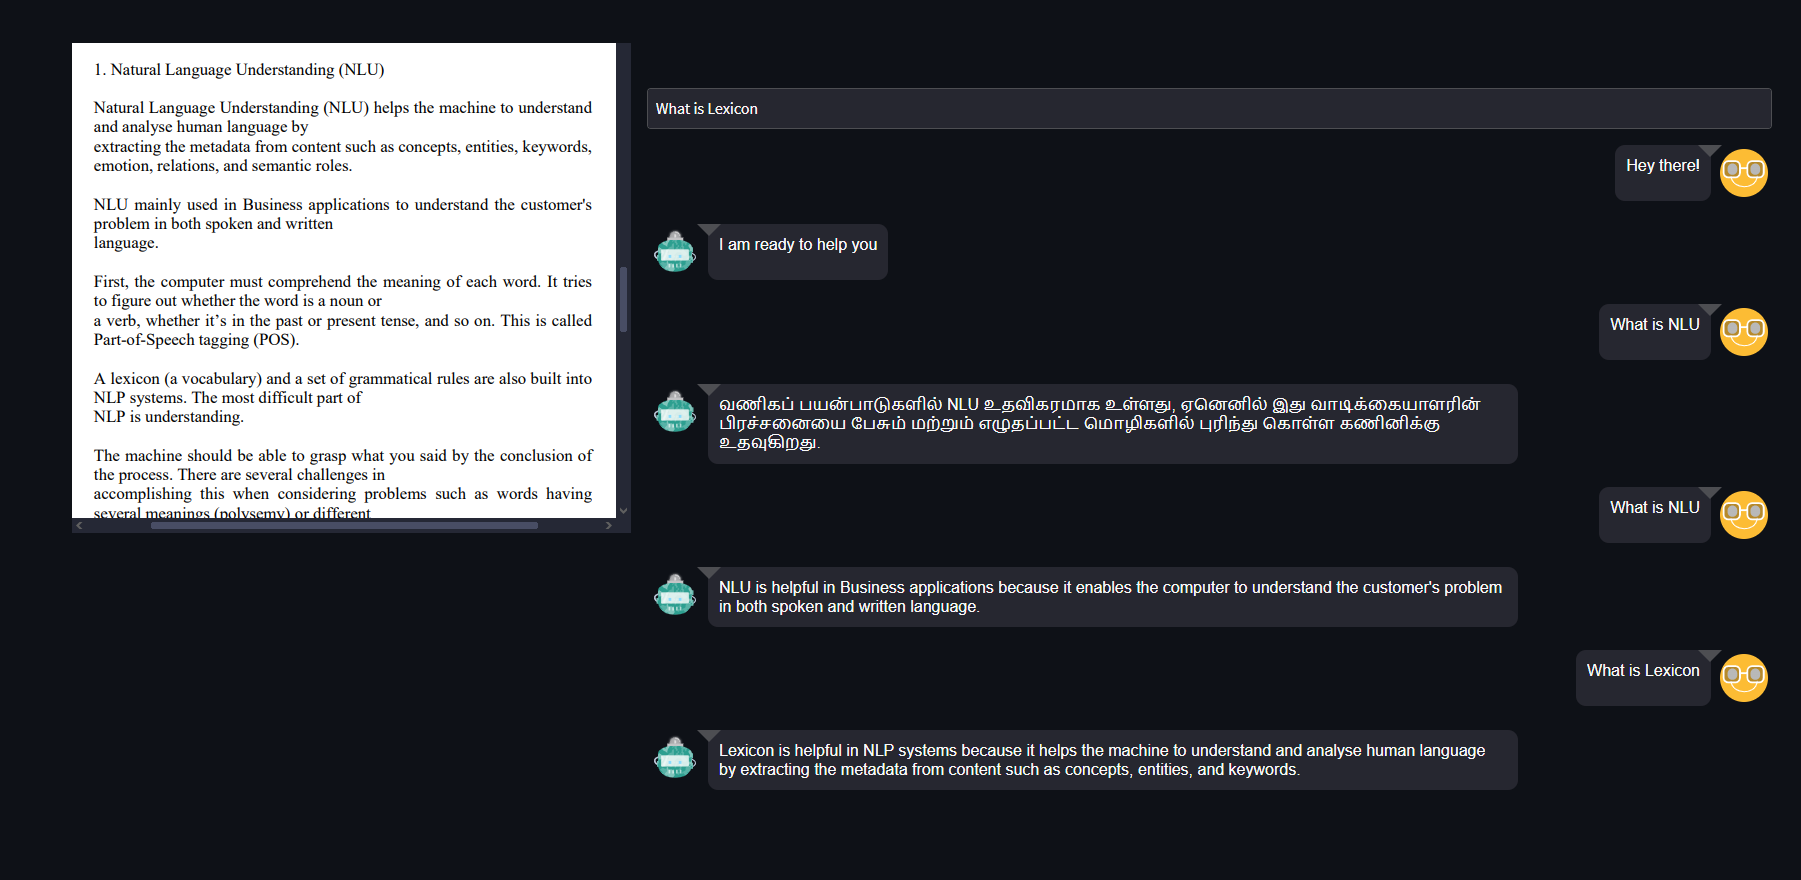 1. Natural Language Understanding (NLU)
Natural Language Understanding (NLU) helps the machine to understand
and analyse human language by
extracting the metadata from content such as concepts, entities, keywords,
emotion, relations, and semantic roles.
NLU mainly used in Business applications to understand the customer's
problem in both spoken and written
language.
First, the computer must comprehend the meaning of each word. It tries
to figure out whether the word is a noun or
a verb, whether it’s in the past or present tense, and so on. This is called
Part-of-Speech tagging (POS).
A lexicon (a vocabulary) and a set of grammatical rules are also built into
NLP systems. The most difficult part of
NLP is understanding.
The machine should be able to grasp what you said by the conclusion of
the process. There are several challenges in
accomplishing this when considering problems such as words having
several meanings (polysemy) or different
What is Lexicon
Hey there!
I am ready to help you
What is NLU
வணிகப் பயன்பாடுகளில் NLU உதவிகரமாக உள்ளது, ஏனெனில் இது வாடிக்கையாளரின்
பிரச்சனையை பேசும் மற்றும் எழுதப்பட்ட மொழிகளில் புரிந்து கொள்ள கணினிக்கு
உதவுகிறது.
What is NLU
NLU is helpful in Business applications because it enables the computer to understand the customer's problem
in both spoken and written language.
What is Lexicon
Lexicon is helpful in NLP systems because it helps the machine to understand and analyse human language
by extracting the metadata from content such as concepts, entities, and keywords.